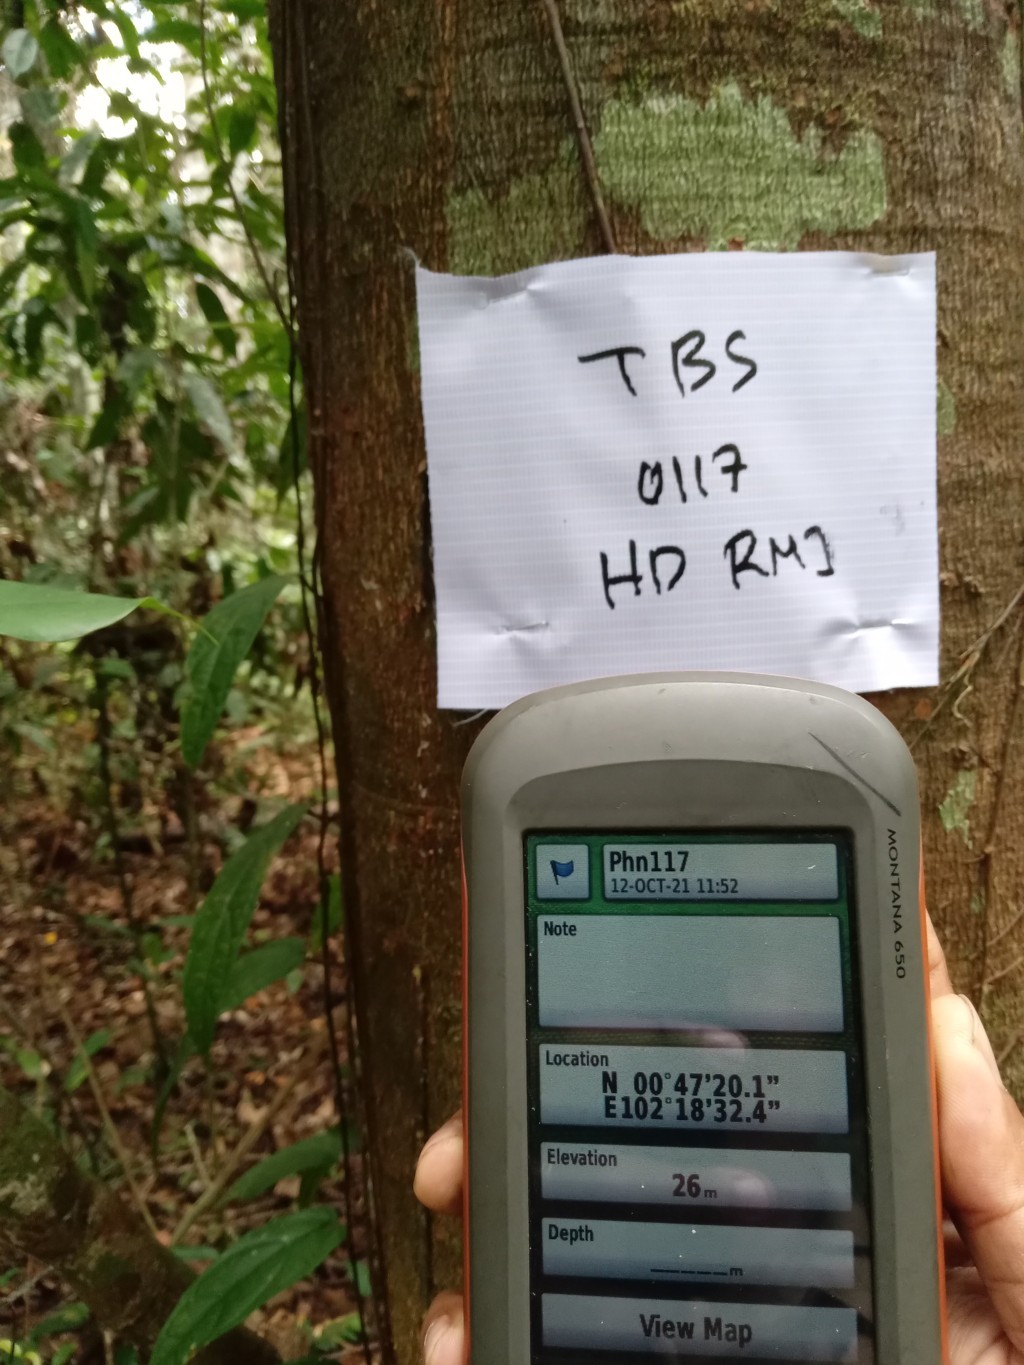 TBS
0117
HD RMJ
MONTANA 650
Phn117
12-OCT-21 11:52
Note
Location
N 00°47'20.1"
E102°18'32.4"
Elevation
26m
Depth
_____m
View Map